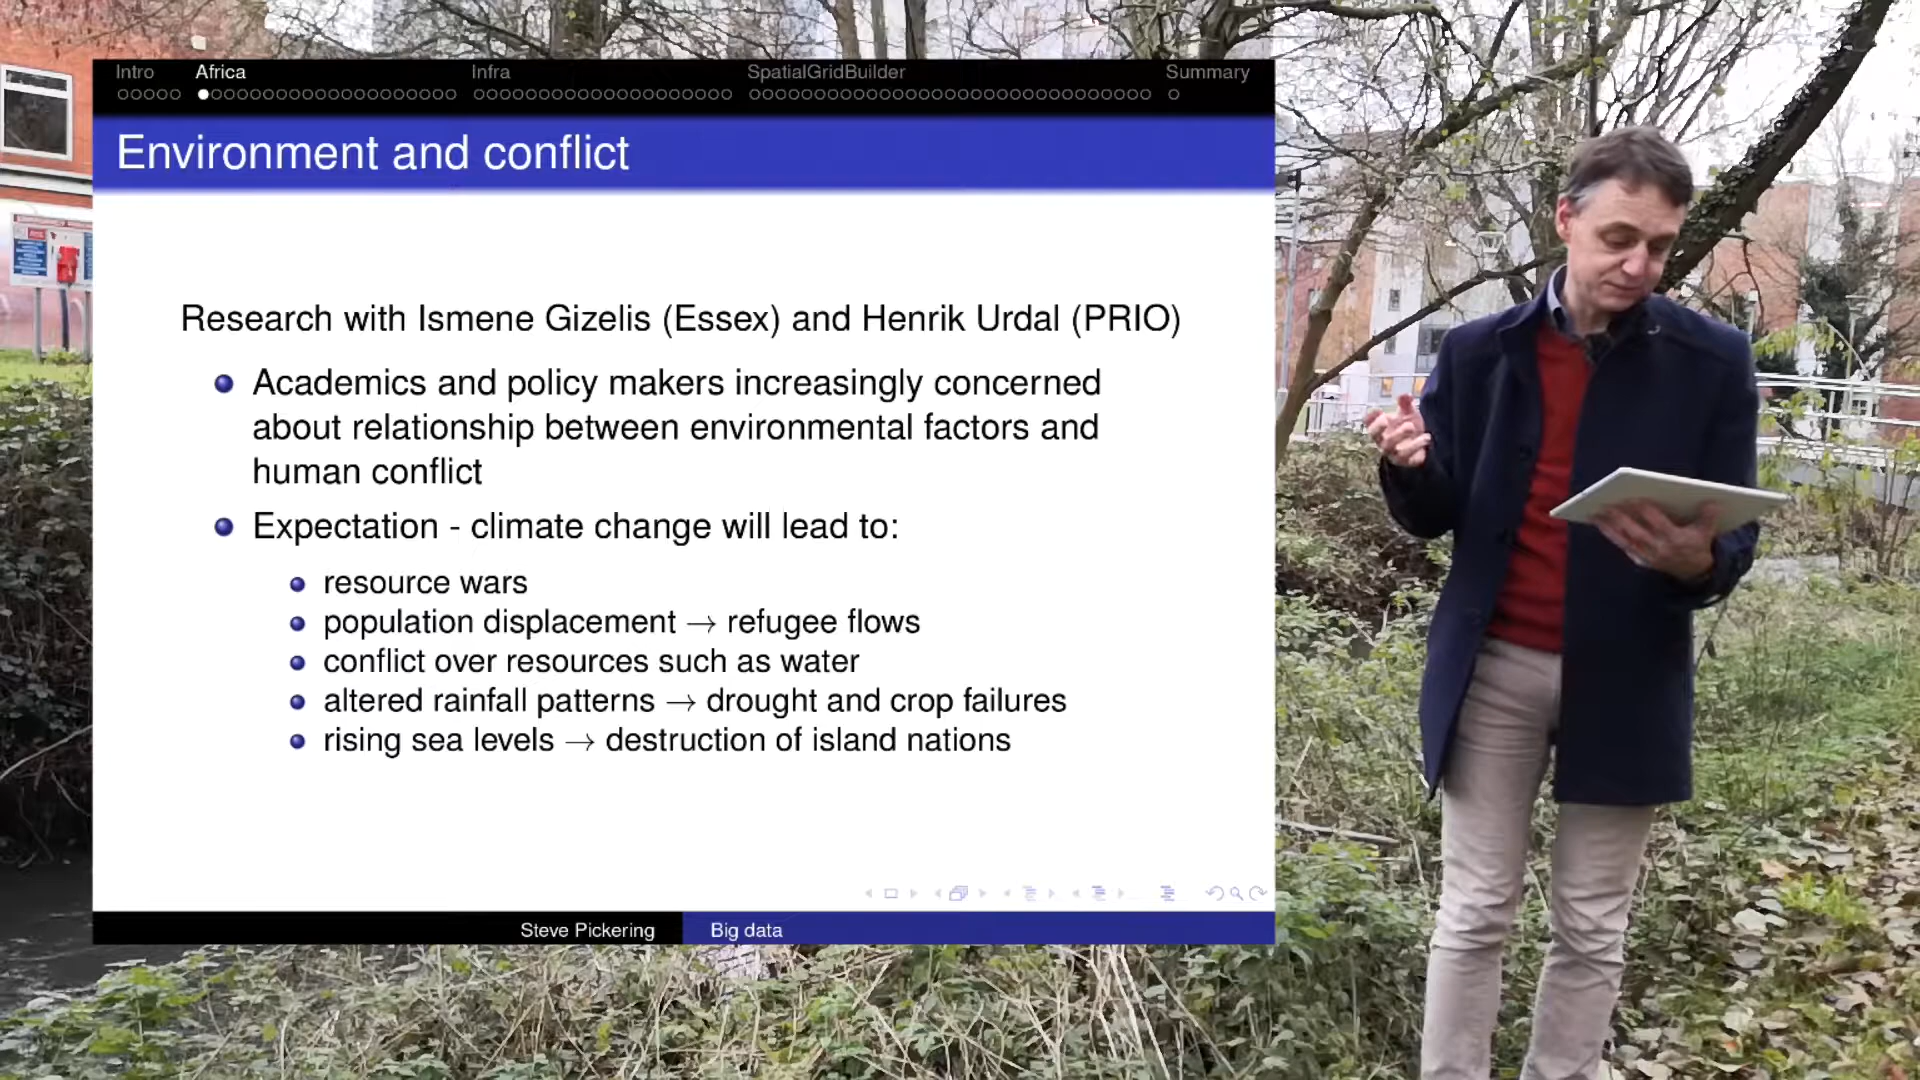 Intro Africa Infra SpatialGridBuilder Summary
Environment and conflict
Research with Ismene Gizelis (Essex) and Henrik Urdal (PRIO)
Academics and policy makers increasingly concerned
about relationship between environmental factors and
human conflict
Expectation - climate change will lead to:
resource wars
population displacement → refugee flows
conflict over resources such as water
altered rainfall patterns → drought and crop failures
rising sea levels → destruction of island nations
Steve Pickering Big data